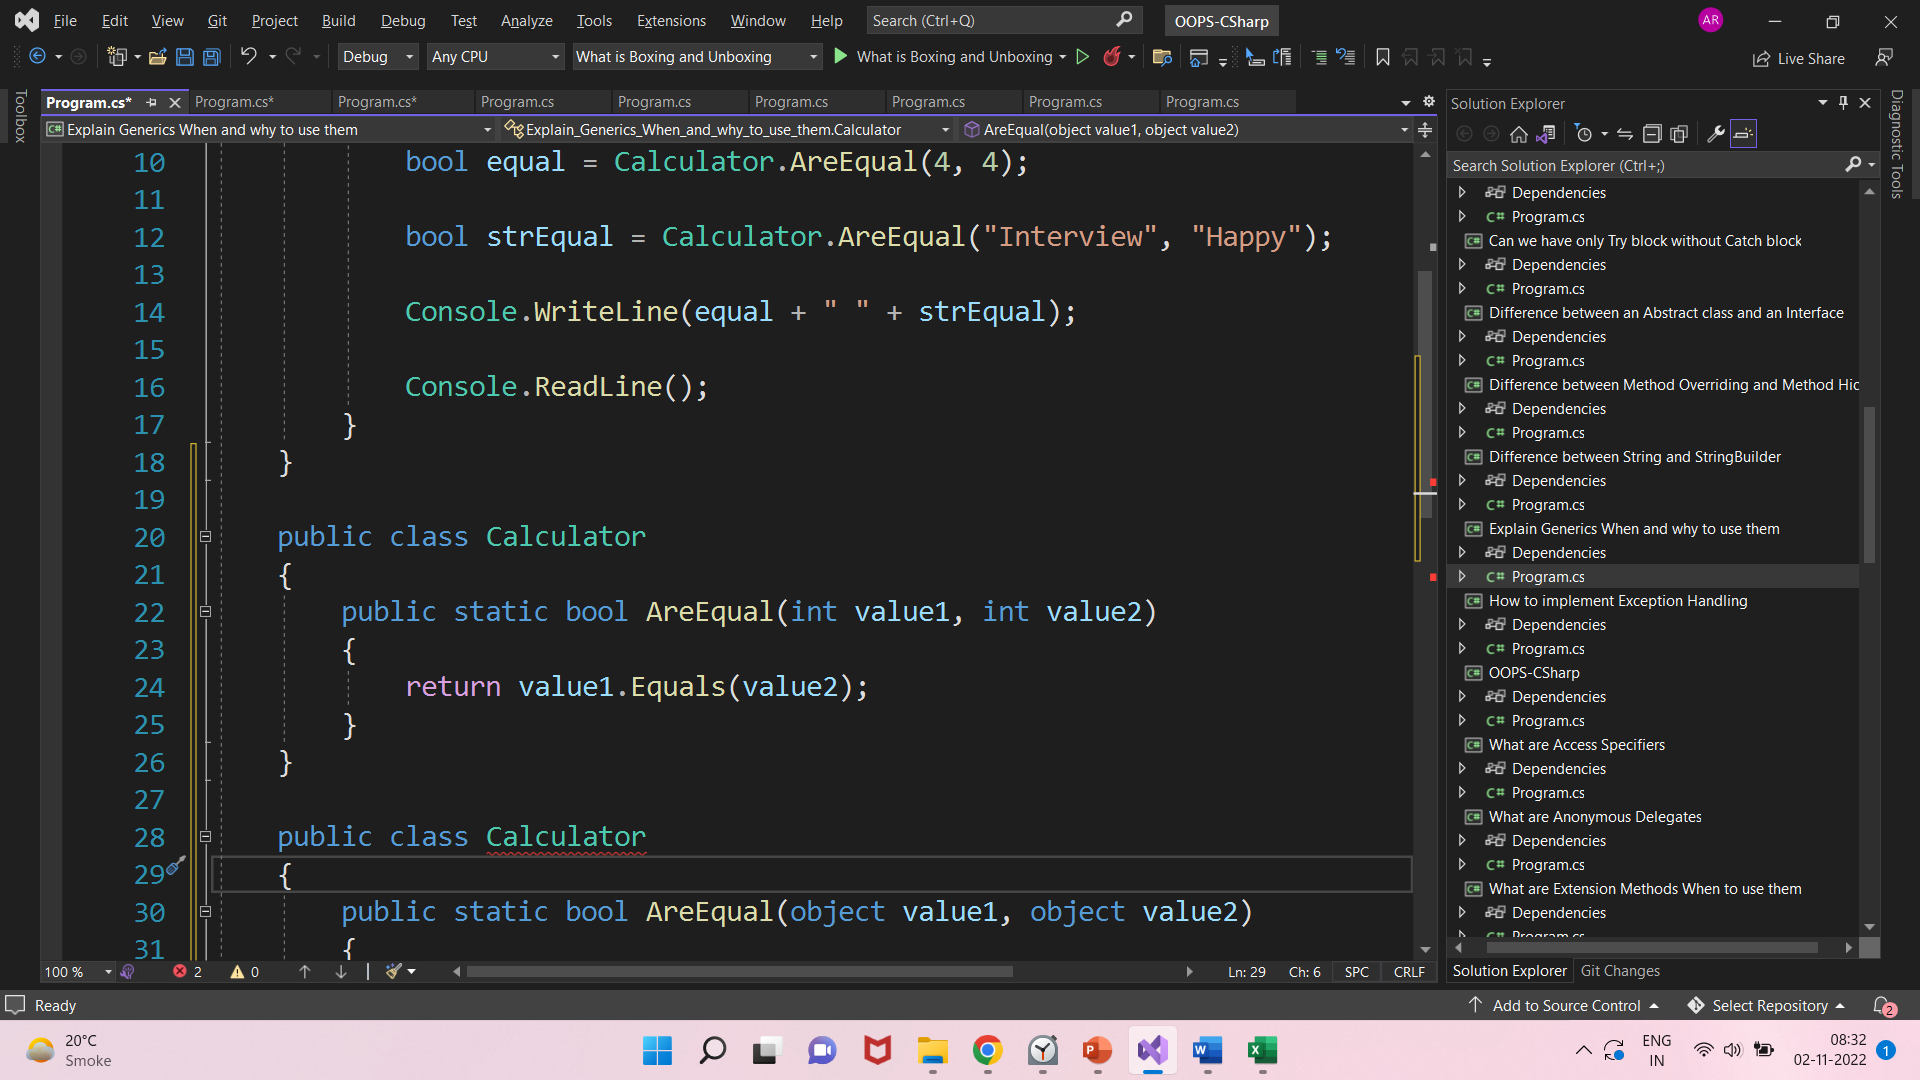 File Edit View Git Project Build Debug Test Analyze Tools Extensions Window Help Search (Ctrl+Q) OOPS-CSharp AR
Debug Any CPU What is Boxing and Unboxing What is Boxing and Unboxing Live Share
Toolbox
Program.cs* Program.cs* Program.cs* Program.cs Program.cs Program.cs Program.cs Program.cs Program.cs
Explain Generics When and why to use them Explain_Generics_When_and_why_to_use_them.Calculator AreEqual(object value1, object value2)
10 bool equal = Calculator.AreEqual(4, 4);
11
12 bool strEqual = Calculator.AreEqual("Interview", "Happy");
13
14 Console.WriteLine(equal + " " + strEqual);
15
16 Console.ReadLine();
17 }
18 }
19
20 public class Calculator
21 {
22 public static bool AreEqual(int value1, int value2)
23 {
24 return value1.Equals(value2);
25 }
26 }
27
28 public class Calculator
29 {
30 public static bool AreEqual(object value1, object value2)
31 {
100 % 2 0 Ln: 29 Ch: 6 SPC CRLF
Solution Explorer
Search Solution Explorer (Ctrl+;)
Dependencies
C# Program.cs
C# Can we have only Try block without Catch block
Dependencies
C# Program.cs
C# Difference between an Abstract class and an Interface
Dependencies
C# Program.cs
C# Difference between Method Overriding and Method Hic
Dependencies
C# Program.cs
C# Difference between String and StringBuilder
Dependencies
C# Program.cs
C# Explain Generics When and why to use them
Dependencies
C# Program.cs
C# How to implement Exception Handling
Dependencies
C# Program.cs
C# OOPS-CSharp
Dependencies
C# Program.cs
C# What are Access Specifiers
Dependencies
C# Program.cs
C# What are Anonymous Delegates
Dependencies
C# Program.cs
C# What are Extension Methods When to use them
Dependencies
C# Program.cs
Solution Explorer Git Changes
Diagnostic Tools
Ready Add to Source Control Select Repository 2
20°C
Smoke
ENG
IN
08:32
02-11-2022
1